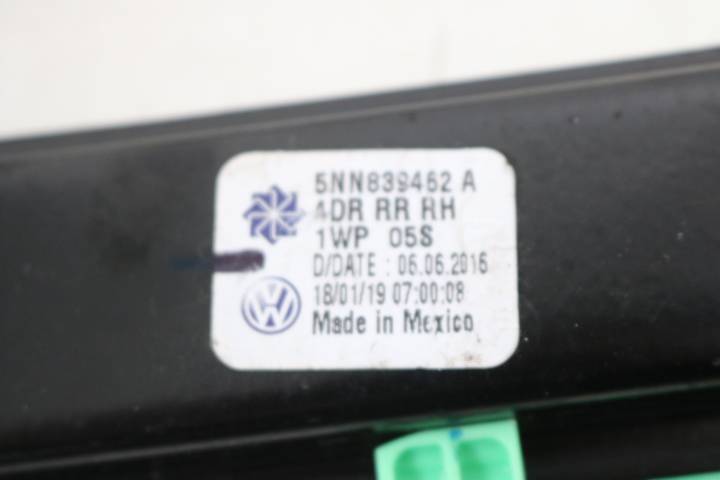 5NN839462 A
4DR RR RH
1WP 05S
D/DATE : 06.06.2016
18/01/19 07:00:08
Made in Mexico